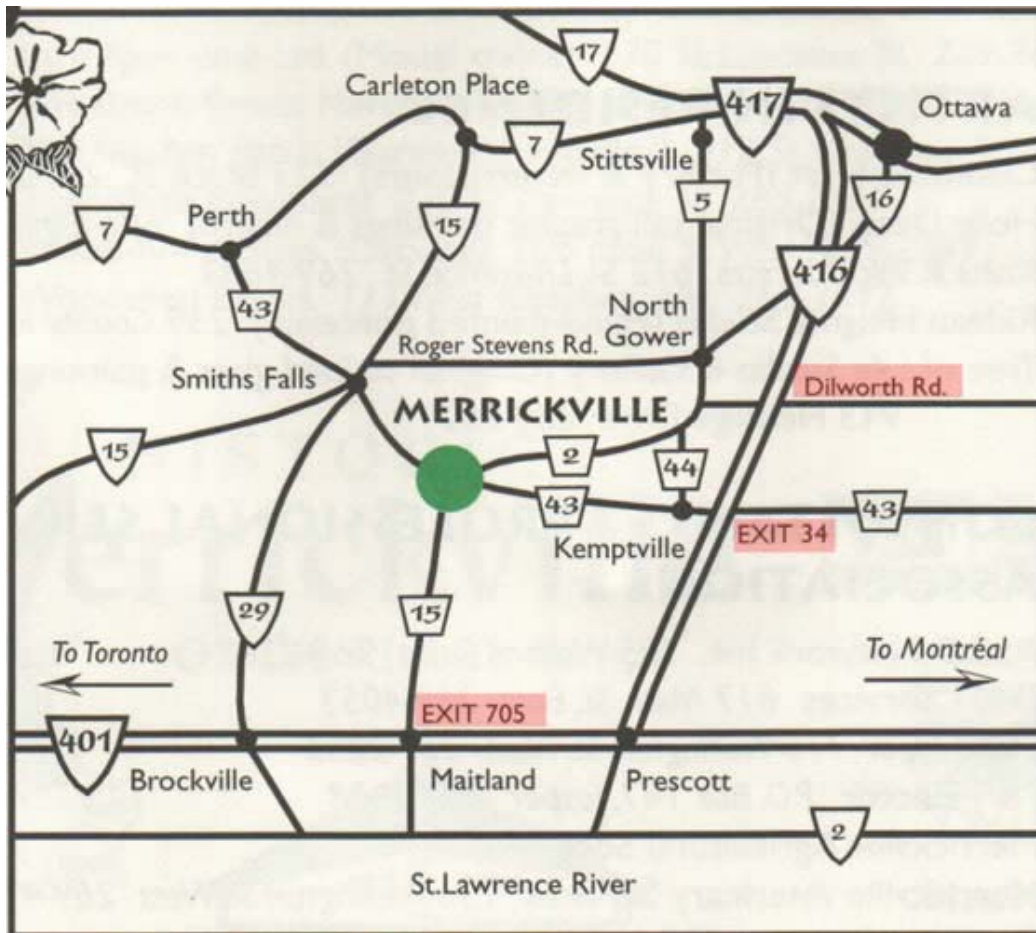 17
Carleton Place
417
Ottawa
7
Stittsville
5
16
Perth
15
7
416
43
North
Gower
Roger Stevens Rd.
Smiths Falls
Dilworth Rd.
MERRICKVILLE
2
15
44
43
43
EXIT 34
Kemptville
29
15
To Toronto
To Montréal
EXIT 705
401
Brockville
Maitland
Prescott
2
St.Lawrence River